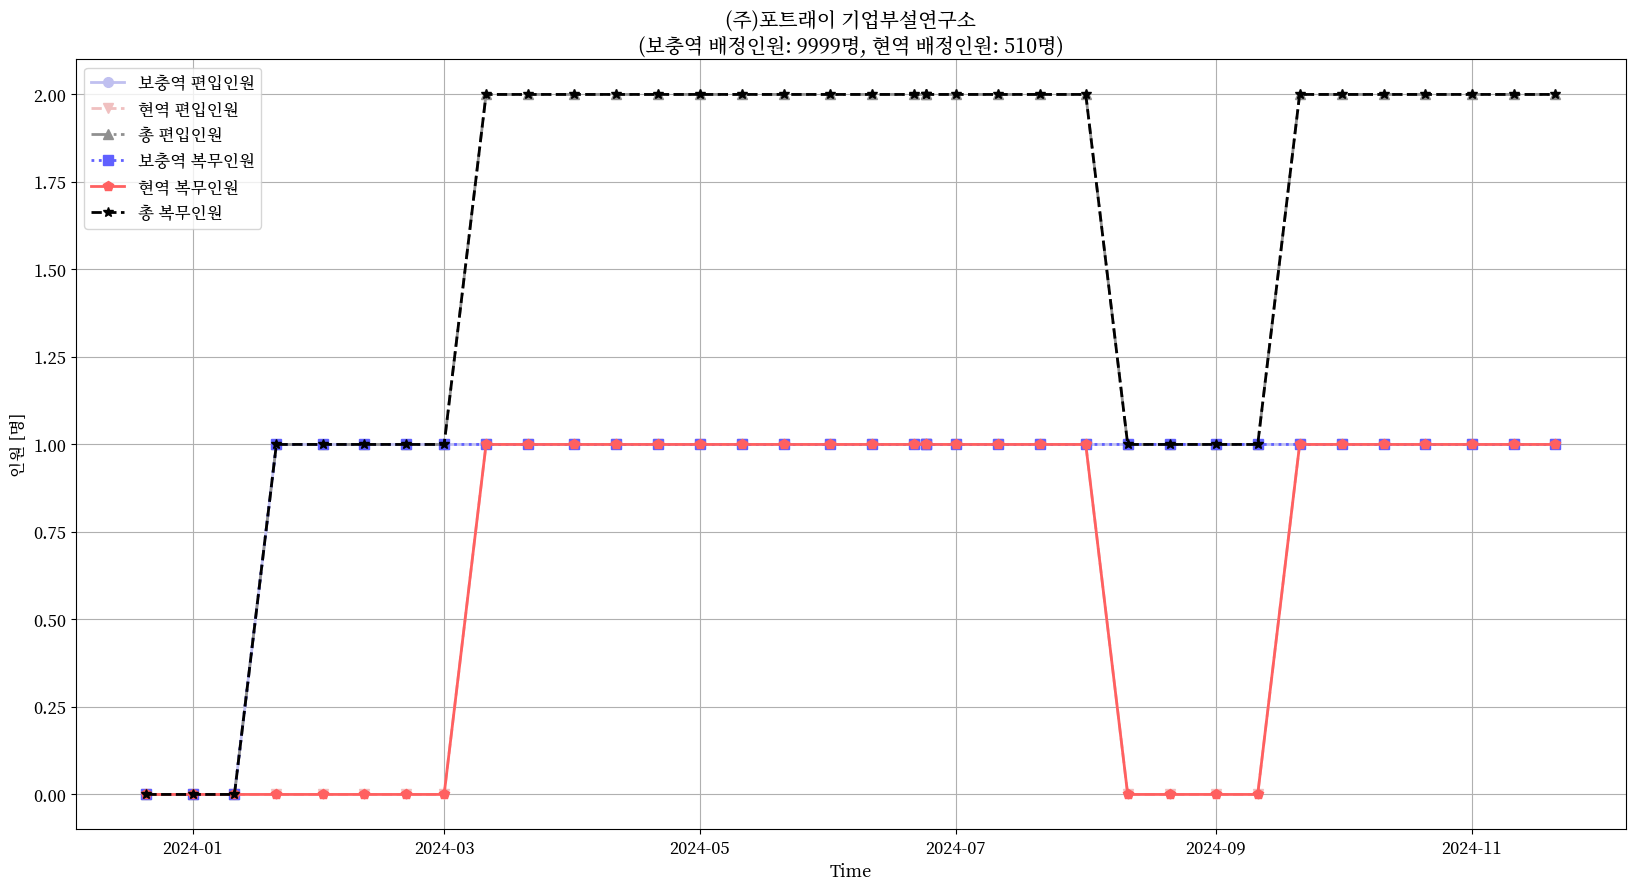 (주)포트래이 기업부설연구소
(보충역 배정인원: 9999명, 현역 배정인원: 510명)
보충역 편입인원
현역 편입인원
총 편입인원
보충역 복무인원
현역 복무인원
총 복무인원
인원 [명]
2.00
1.75
1.50
1.25
1.00
0.75
0.50
0.25
0.00
2024-01
2024-03
2024-05
2024-07
2024-09
2024-11
Time